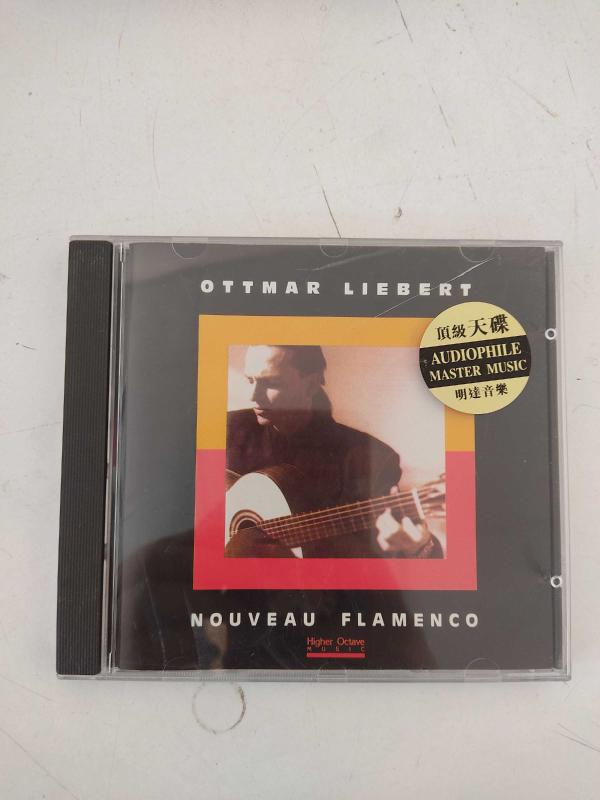 OTTMAR LIEBERT
頂級天碟
AUDIOPHILE
MASTER MUSIC
明達音樂
NOUVEAU FLAMENCO
Higher Octave
MUSIC